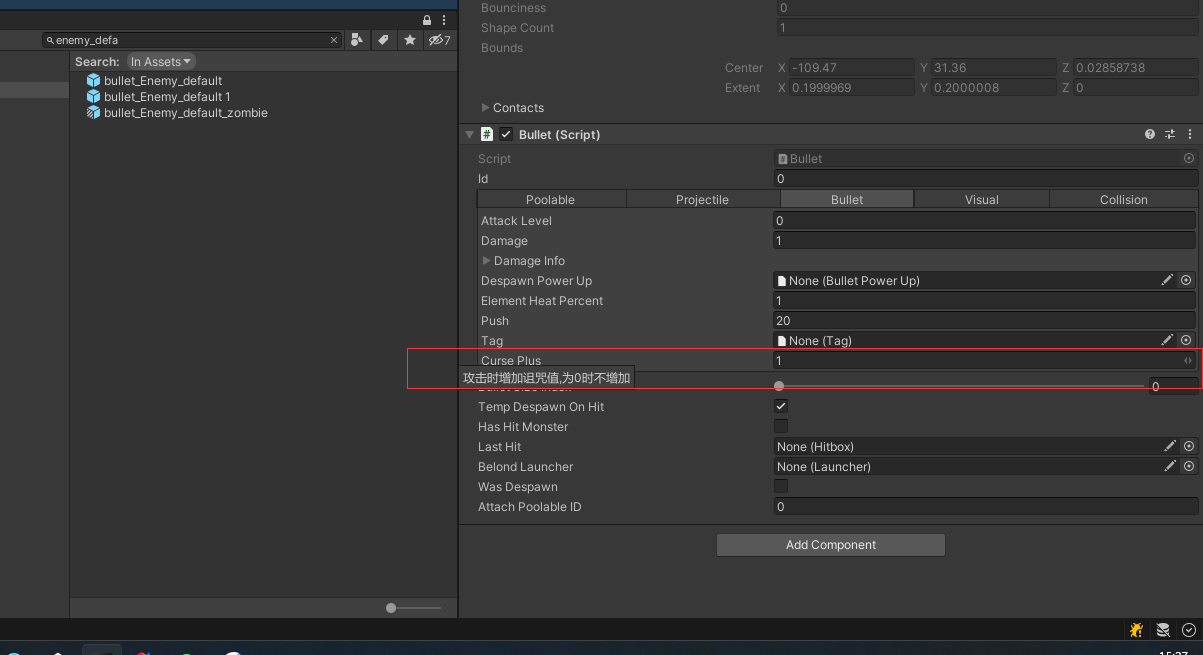 Bounciness 0
Shape Count 1
Bounds
Center X -109.47 Y 31.36 Z 0.02858738
Extent X 0.1999969 Y 0.2000008 Z 0
Contacts
enemy_defa 7
Search: In Assets
bullet_Enemy_default
bullet_Enemy_default 1
bullet_Enemy_default_zombie
Bullet (Script)
Script Bullet
Id 0
Poolable Projectile Bullet Visual Collision
Attack Level 0
Damage 1
Damage Info
Despawn Power Up None (Bullet Power Up)
Element Heat Percent 1
Push 20
Tag None (Tag)
Curse Plus 1
攻击时增加诅咒值,为0时不增加
0
Temp Despawn On Hit
Has Hit Monster
Last Hit None (Hitbox)
Belond Launcher None (Launcher)
Was Despawn
Attach Poolable ID 0
Add Component